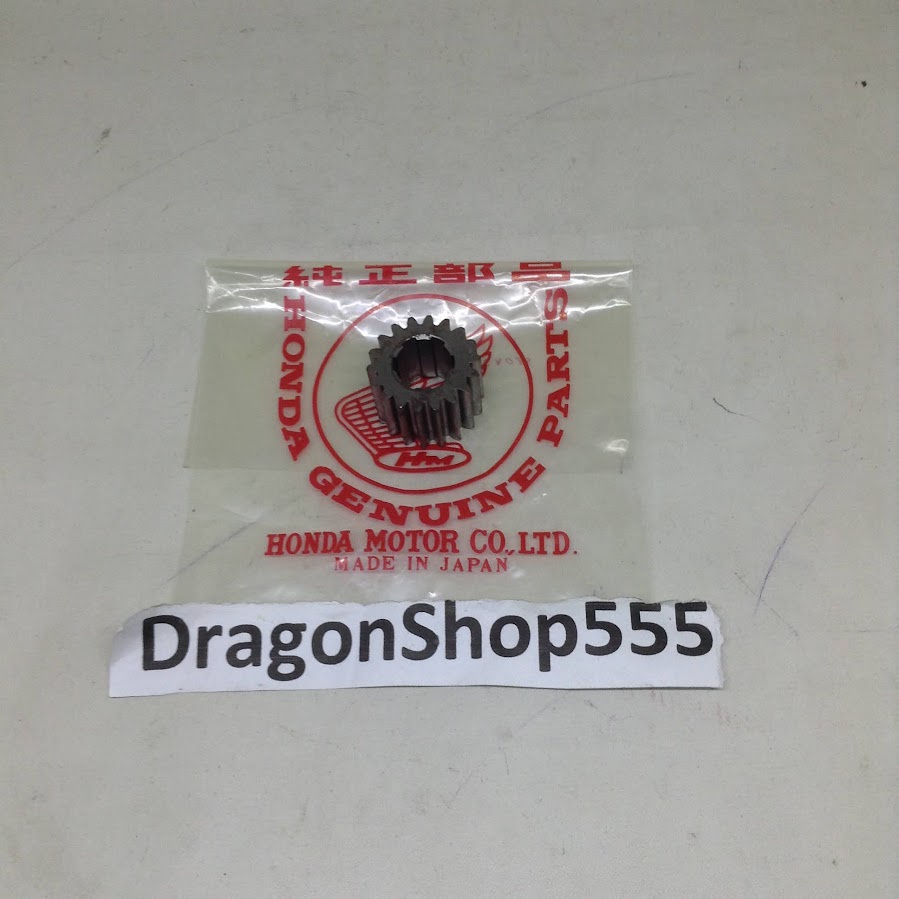 純正部品
HONDA GENUINE PARTS
HM
HONDA MOTOR CO., LTD.
MADE IN JAPAN
DragonShop555